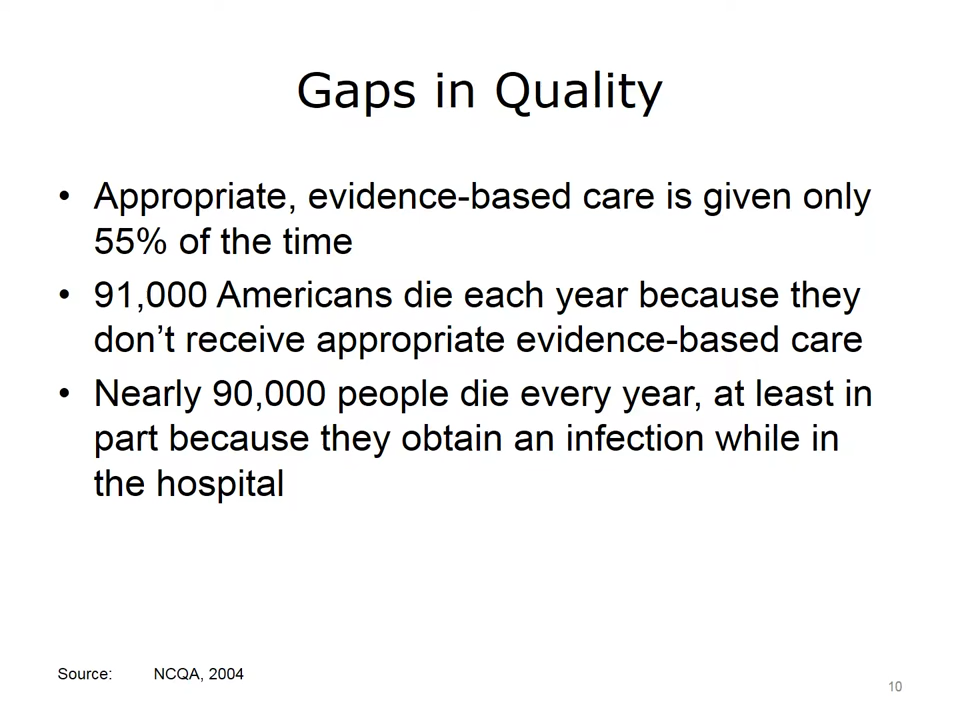 Gaps in Quality
• Appropriate, evidence-based care is given only
55% of the time
• 91,000 Americans die each year because they
don’t receive appropriate evidence-based care
• Nearly 90,000 people die every year, at least in
part because they obtain an infection while in
the hospital
Source: NCQA, 2004
10